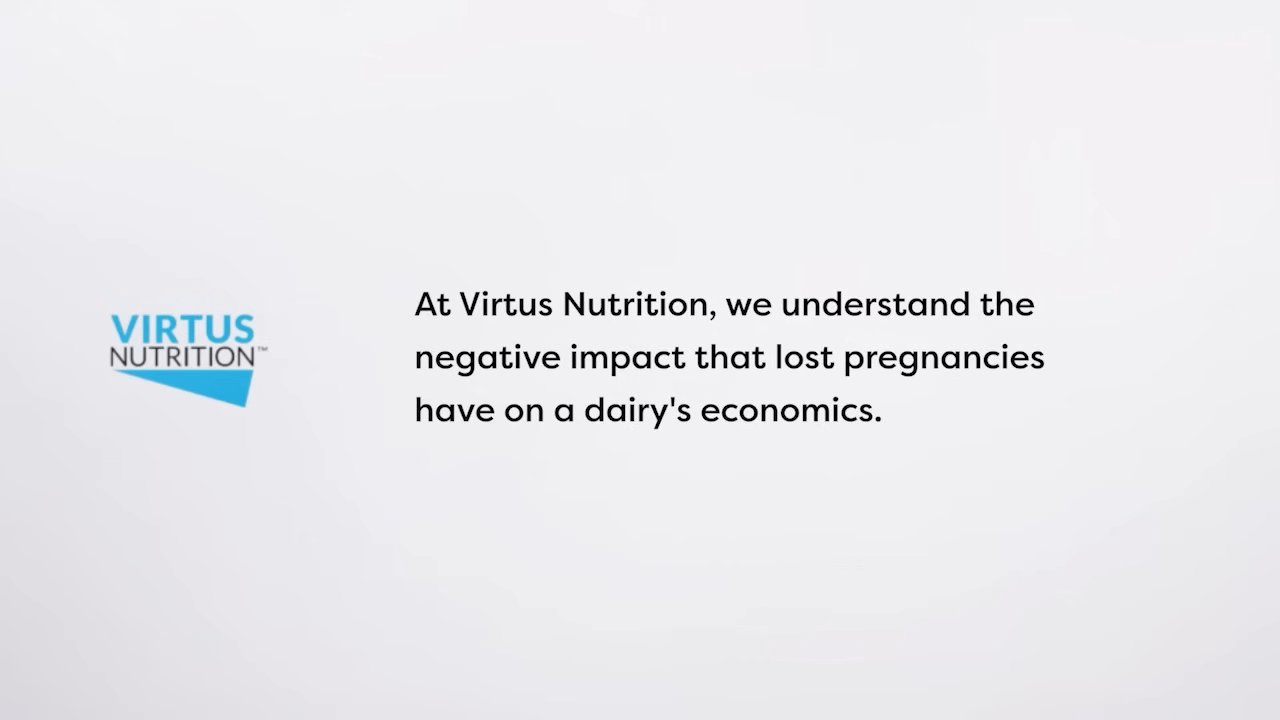 VIRTUS
NUTRITION™
At Virtus Nutrition, we understand the
negative impact that lost pregnancies
have on a dairy's economics.